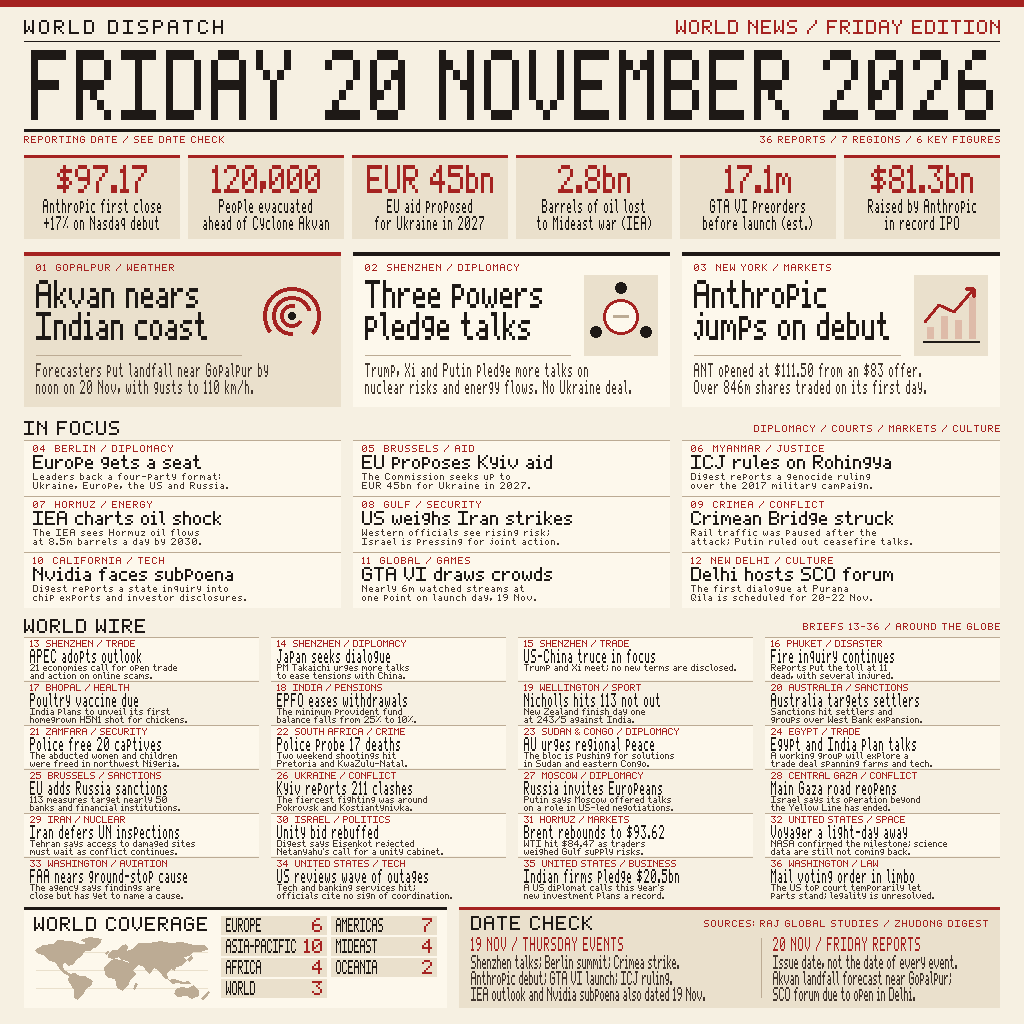 WORLD DISPATCH
WORLD NEWS / FRIDAY EDITION
FRIDAY 20 NOVEMBER 2026
REPORTING DATE / SEE DATE CHECK
36 REPORTS / 7 REGIONS / 6 KEY FIGURES
$97.17
Anthropic first close
+17% on Nasdaq debut
120,000
People evacuated
ahead of Cyclone Akvan
EUR 45bn
EU aid proposed
for Ukraine in 2027
2.8bn
Barrels of oil lost
to Mideast war (IEA)
17.1m
GTA VI preorders
before launch (est.)
$81.3bn
Raised by Anthropic
in record IPO
01 GOPALPUR / WEATHER
Akvan nears
Indian coast
Forecasters put landfall near Gopalpur by
noon on 20 Nov, with gusts to 110 km/h.
02 SHENZHEN / DIPLOMACY
Three powers
pledge talks
Trump, Xi and Putin pledge more talks on
nuclear risks and energy flows. No Ukraine deal.
03 NEW YORK / MARKETS
Anthropic
jumps on debut
ANT opened at $111.50 from an $83 offer.
Over 846m shares traded on its first day.
IN FOCUS
DIPLOMACY / COURTS / MARKETS / CULTURE
04 BERLIN / DIPLOMACY
Europe gets a seat
Leaders back a four-party format:
Ukraine, Europe, the US and Russia.
05 BRUSSELS / AID
EU proposes Kyiv aid
The Commission seeks up to
EUR 45bn for Ukraine in 2027.
06 MYANMAR / JUSTICE
ICJ rules on Rohingya
Digest reports a genocide ruling
over the 2017 military campaign.
07 HORMUZ / ENERGY
IEA charts oil shock
The IEA sees Hormuz oil flows
at 8.5m barrels a day by 2030.
08 GULF / SECURITY
US weighs Iran strikes
Western officials see rising risk;
Israel is pressing for joint action.
09 CRIMEA / CONFLICT
Crimean Bridge struck
Rail traffic was paused after the
attack; Putin ruled out ceasefire talks.
10 CALIFORNIA / TECH
Nvidia faces subpoena
Digest reports a state inquiry into
chip exports and investor disclosures.
11 GLOBAL / GAMES
GTA VI draws crowds
Nearly 6m watched streams at
one point on launch day, 19 Nov.
12 NEW DELHI / CULTURE
Delhi hosts SCO forum
The first dialogue at Purana
Qila is scheduled for 20-22 Nov.
WORLD WIRE
BRIEFS 13-36 / AROUND THE GLOBE
13 SHENZHEN / TRADE
APEC adopts outlook
21 economies call for open trade
and action on online scams.
14 SHENZHEN / DIPLOMACY
Japan seeks dialogue
PM Takaichi urges more talks
to ease tensions with China.
15 SHENZHEN / TRADE
US-China truce in focus
Trump and Xi meet; no new terms are disclosed.
16 PHUKET / DISASTER
Fire inquiry continues
Reports put the toll at 11
dead, with several injured.
17 BHOPAL / HEALTH
Poultry vaccine due
India plans to unveil its first
homegrown H5N1 shot for chickens.
18 INDIA / PENSIONS
EPFO eases withdrawals
The minimum provident fund
balance falls from 25% to 10%.
19 WELLINGTON / SPORT
Nicholls hits 113 not out
New Zealand finish day one
at 243/5 against India.
20 AUSTRALIA / SANCTIONS
Australia targets settlers
Sanctions hit settlers and
groups over West Bank expansion.
21 ZAMFARA / SECURITY
Police free 20 captives
The abducted women and children
were freed in northwest Nigeria.
22 SOUTH AFRICA / CRIME
Police probe 17 deaths
Two weekend shootings hit
Pretoria and KwaZulu-Natal.
23 SUDAN & CONGO / DIPLOMACY
AU urges regional peace
The bloc is pushing for solutions
in Sudan and eastern Congo.
24 EGYPT / TRADE
Egypt and India plan talks
A working group will explore a
trade deal spanning farms and tech.
25 BRUSSELS / SANCTIONS
EU adds Russia sanctions
113 measures target nearly 50
banks and financial institutions.
26 UKRAINE / CONFLICT
Kyiv reports 211 clashes
The fiercest fighting was around
Pokrovsk and Kostiantynivka.
27 MOSCOW / DIPLOMACY
Russia invites Europeans
Putin says Moscow offered talks
on a role in US-led negotiations.
28 CENTRAL GAZA / CONFLICT
Main Gaza road reopens
Israel says its operation beyond
the Yellow Line has ended.
29 IRAN / NUCLEAR
Iran defers UN inspections
Tehran says access to damaged sites
must wait as conflict continues.
30 ISRAEL / POLITICS
Unity bid rebuffed
Digest says Eisenkot rejected
Netanyahu's call for a unity cabinet.
31 HORMUZ / MARKETS
Brent rebounds to $93.62
WTI hit $84.47 as traders
weighed Gulf supply risks.
32 UNITED STATES / SPACE
Voyager a light-day away
NASA confirmed the milestone; science
data are still not coming back.
33 WASHINGTON / AVIATION
FAA nears ground-stop cause
The agency says findings are
close but has yet to name a cause.
34 UNITED STATES / TECH
US reviews wave of outages
Tech and banking services hit;
officials cite no sign of coordination.
35 UNITED STATES / BUSINESS
Indian firms pledge $20.5bn
A US diplomat calls this year's
new investment plans a record.
36 WASHINGTON / LAW
Mail voting order in limbo
The US top court temporarily let
parts stand; legality is unresolved.
WORLD COVERAGE
EUROPE 6
AMERICAS 7
ASIA-PACIFIC 10
MIDEAST 4
AFRICA 4
OCEANIA 2
WORLD 3
DATE CHECK
SOURCES: RAJ GLOBAL STUDIES / ZHUDONG DIGEST
19 NOV / THURSDAY EVENTS
Shenzhen talks; Berlin summit; Crimea strike.
Anthropic debut; GTA VI launch; ICJ ruling.
IEA outlook and Nvidia subpoena also dated 19 Nov.
20 NOV / FRIDAY REPORTS
Issue date, not the date of every event.
Akvan landfall forecast near Gopalpur;
SCO forum due to open in Delhi.